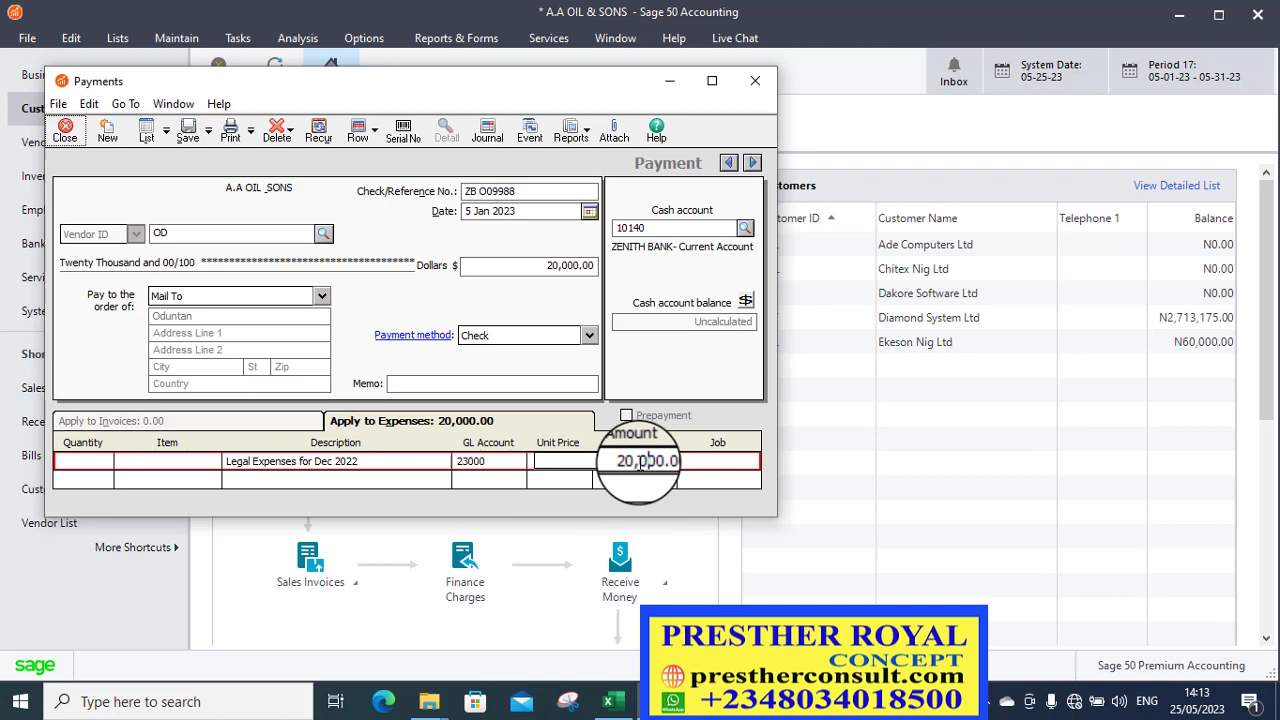 * A.A OIL & SONS - Sage 50 Accounting
File Edit Lists Maintain Tasks Analysis Options Reports & Forms Services Window Help Live Chat
Inbox
System Date:
05-25-23
Period 17:
05-01-23 - 05-31-23
Payments
File Edit Go To Window Help
Close New List Save Print Delete Recur Row Serial No Detail Journal Event Reports Attach Help
Payment
A.A OIL _SONS
Check/Reference No.: ZB O09988
Date: 5 Jan 2023
Cash account
10140
ZENITH BANK- Current Account
Vendor ID OD
Twenty Thousand and 00/100 Dollars $ 20,000.00
Pay to the
order of:
Mail To
Oduntan
Address Line 1
Address Line 2
City St Zip
Country
Payment method: Check
Memo:
Cash account balance
Uncalculated
Apply to Invoices: 0.00
Apply to Expenses: 20,000.00
Prepayment
Quantity Item Description GL Account Unit Price Amount Job
Legal Expenses for Dec 2022 23000 20,000.0
View Detailed List
Customer Name Telephone 1 Balance
Ade Computers Ltd N0.00
Chitex Nig Ltd N0.00
Dakore Software Ltd N0.00
Diamond System Ltd N2,713,175.00
Ekeson Nig Ltd N60,000.00
Vendor List
More Shortcuts
Sales Invoices
Finance
Charges
Receive
Money
PRESTHER ROYAL
CONCEPT
prestherconsult.com
WhatsApp
+2348034018500
sage
Sage 50 Premium Accounting
Type here to search
ENG
14:13
25/05/2023
1